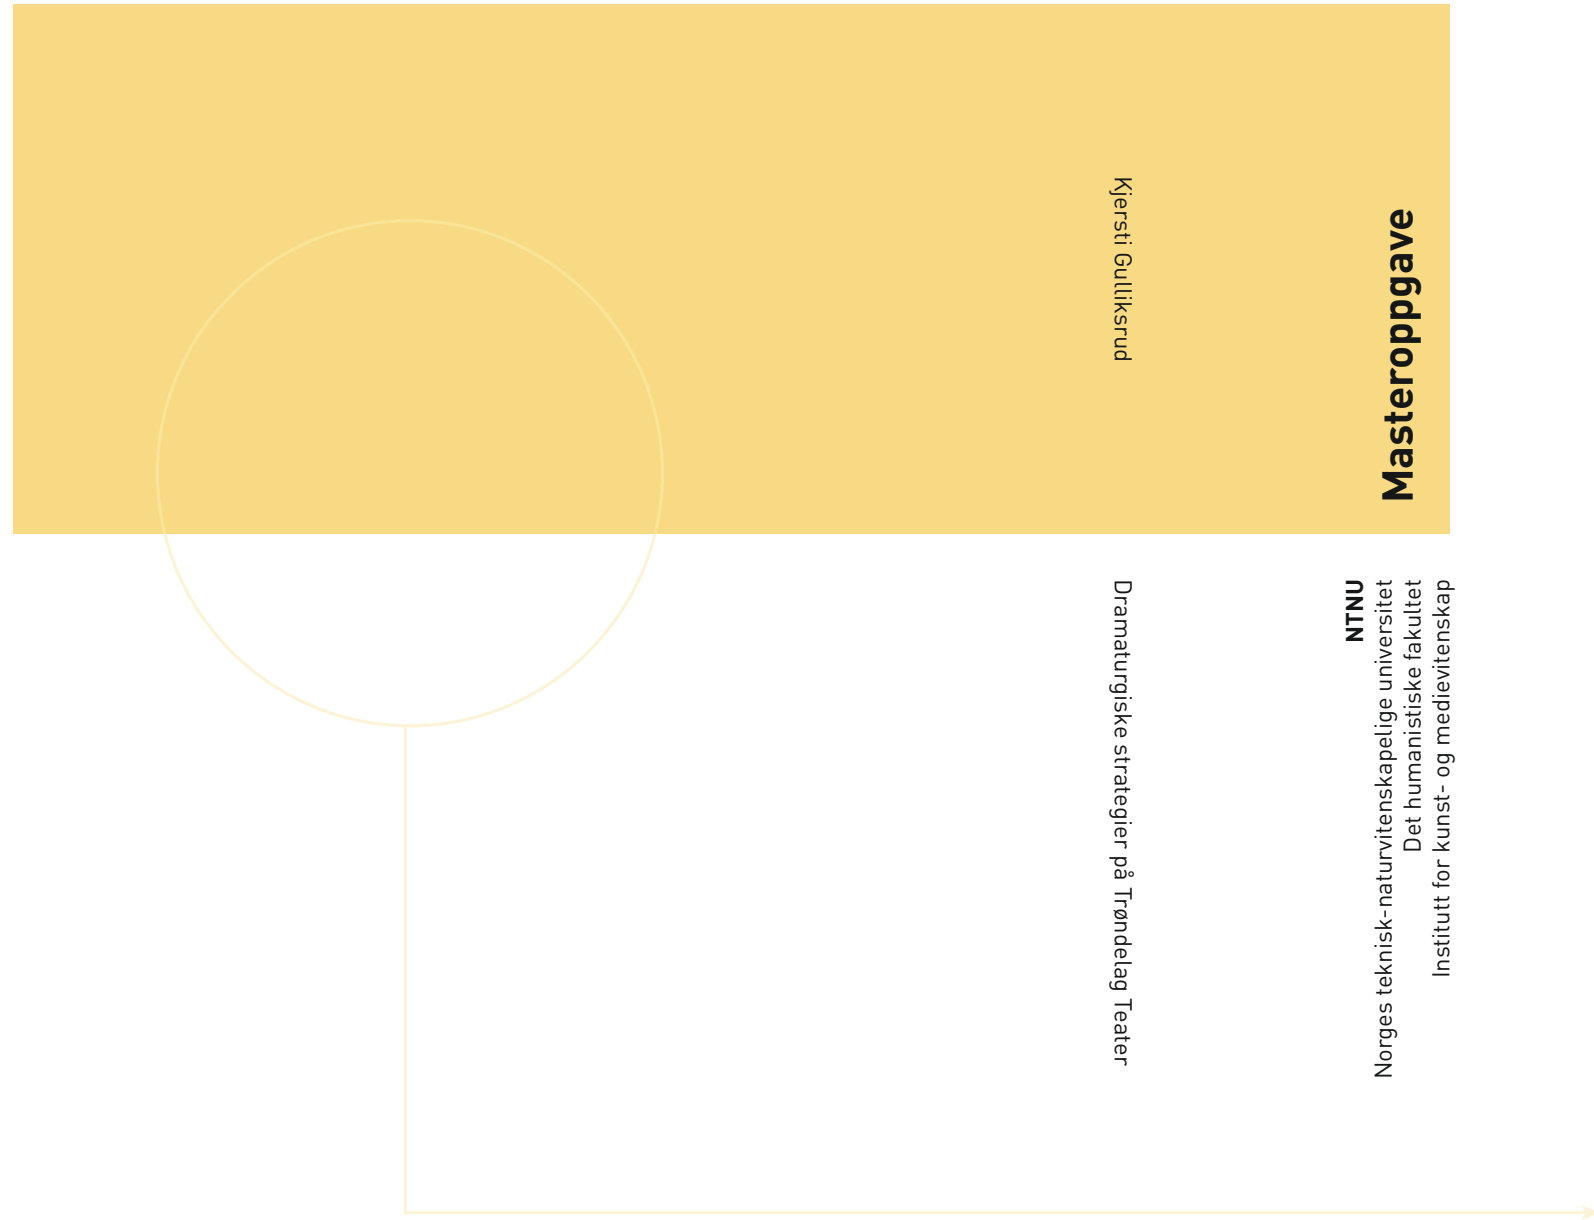 Kjersti Gulliksrud
Dramaturgiske strategier på Trøndelag Teater
Masteroppgave
NTNU
Norges teknisk-naturvitenskapelige universitet
Det humanistiske fakultet
Institutt for kunst- og medievitenskap